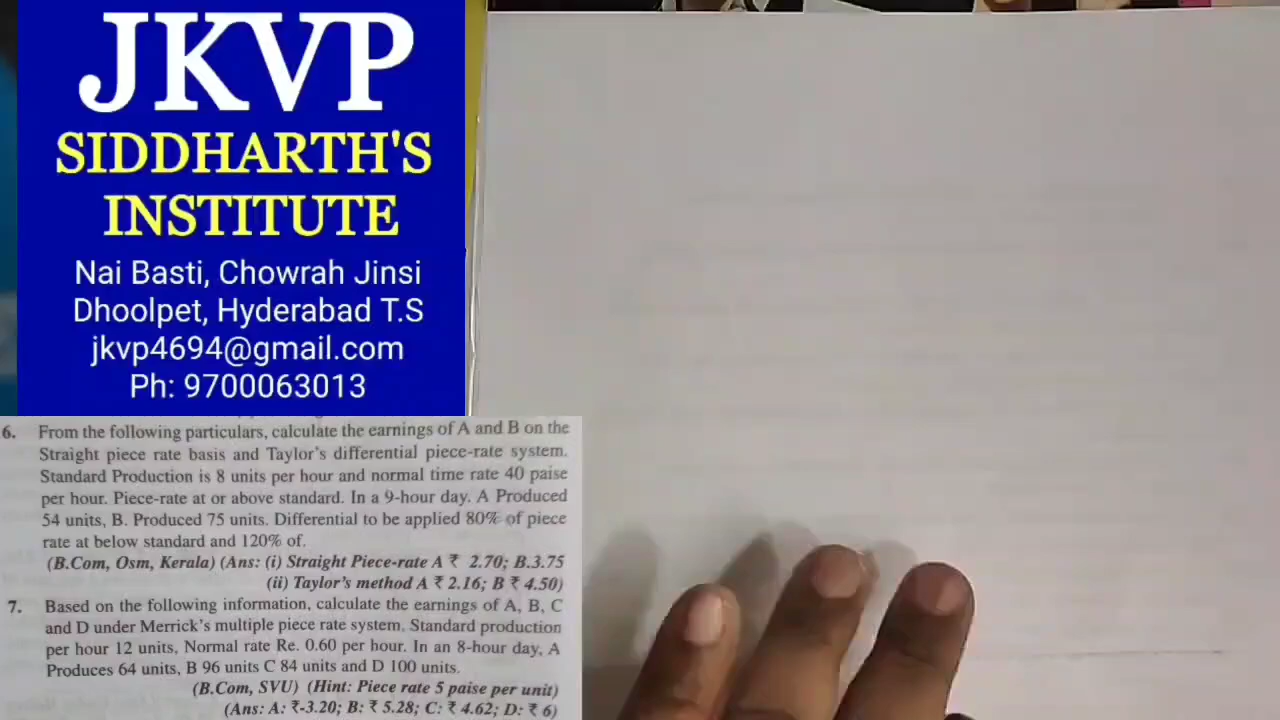 JKVP
SIDDHARTH'S
INSTITUTE
Nai Basti, Chowrah Jinsi
Dhoolpet, Hyderabad T.S
jkvp4694@gmail.com
Ph: 9700063013
6. From the following particulars, calculate the earnings of A and B on the
Straight piece rate basis and Taylor's differential piece-rate system.
Standard Production is 8 units per hour and normal time rate 40 paise
per hour. Piece-rate at or above standard. In a 9-hour day. A Produced
54 units, B. Produced 75 units. Differential to be applied 80% of piece
rate at below standard and 120% of.
(B.Com, Osm, Kerala) (Ans: (i) Straight Piece-rate A ₹ 2.70; B.3.75
(ii) Taylor's method A ₹ 2.16; B ₹ 4.50)
7. Based on the following information, calculate the earnings of A, B, C
and D under Merrick's multiple piece rate system. Standard production
per hour 12 units, Normal rate Re. 0.60 per hour. In an 8-hour day, A
Produces 64 units, B 96 units C 84 units and D 100 units.
(B.Com, SVU) (Hint: Piece rate 5 paise per unit)
(Ans: A: ₹-3.20; B: ₹ 5.28; C: ₹ 4.62; D: ₹ 6)